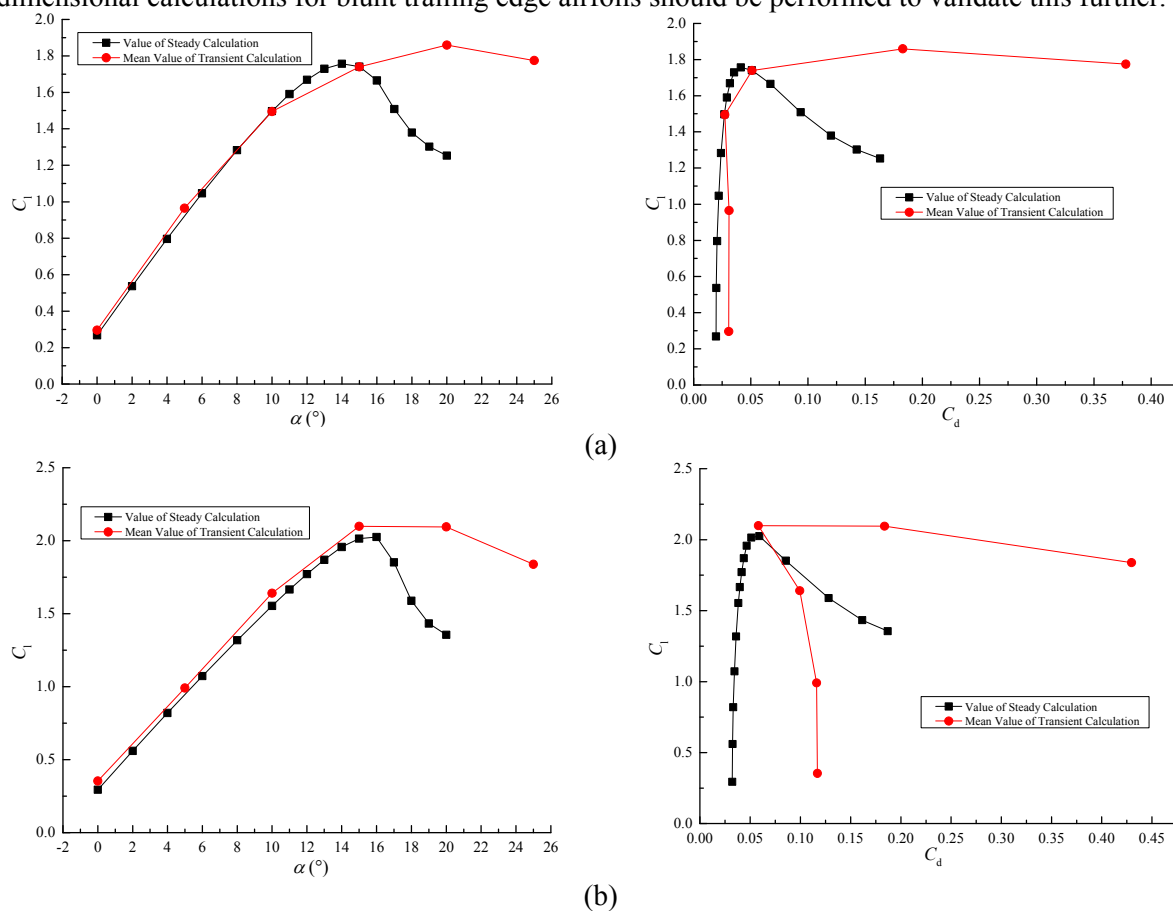 dimensional calculations for blunt trailing edge airfoils should be performed to validate this further.
2.0
1.8
1.6
1.4
1.2
1.0
0.8
0.6
0.4
0.2
0.0
Cl
Value of Steady Calculation
Mean Value of Transient Calculation
-2 0 2 4 6 8 10 12 14 16 18 20 22 24 26
α (°)
2.0
1.8
1.6
1.4
1.2
1.0
0.8
0.6
0.4
0.2
0.0
Cl
Value of Steady Calculation
Mean Value of Transient Calculation
0.00 0.05 0.10 0.15 0.20 0.25 0.30 0.35 0.40
Cd
(a)
2.5
2.0
1.5
1.0
0.5
0.0
Cl
Value of Steady Calculation
Mean Value of Transient Calculation
-2 0 2 4 6 8 10 12 14 16 18 20 22 24 26
α (°)
2.5
2.0
1.5
1.0
0.5
0.0
Cl
Value of Steady Calculation
Mean Value of Transient Calculation
0.00 0.05 0.10 0.15 0.20 0.25 0.30 0.35 0.40 0.45
Cd
(b)